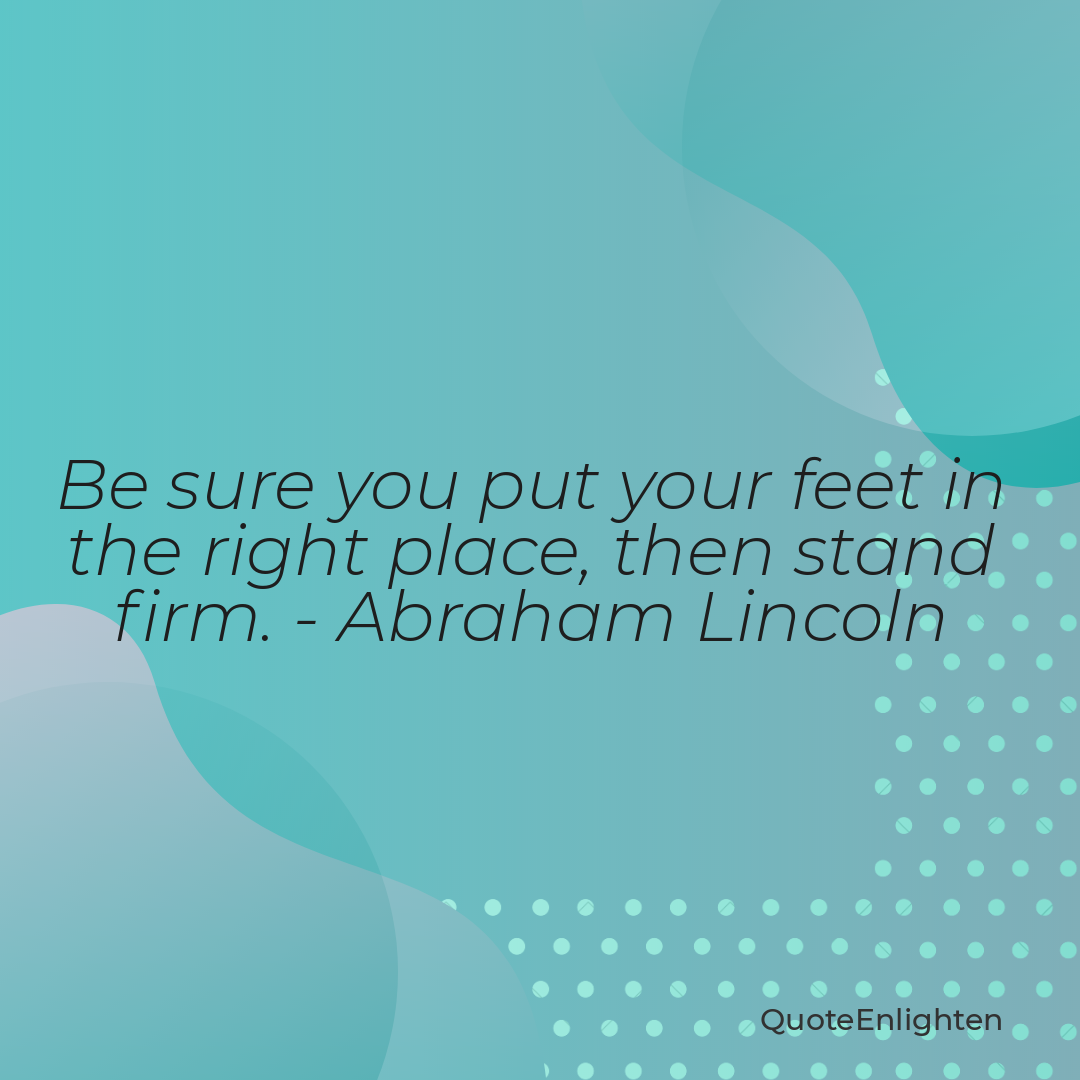 Be sure you put your feet in
the right place, then stand
firm. - Abraham Lincoln
QuoteEnlighten